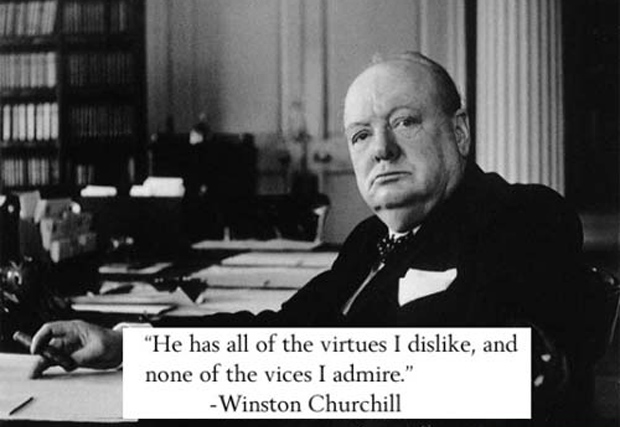 “He has all of the virtues I dislike, and
none of the vices I admire.”
-Winston Churchill